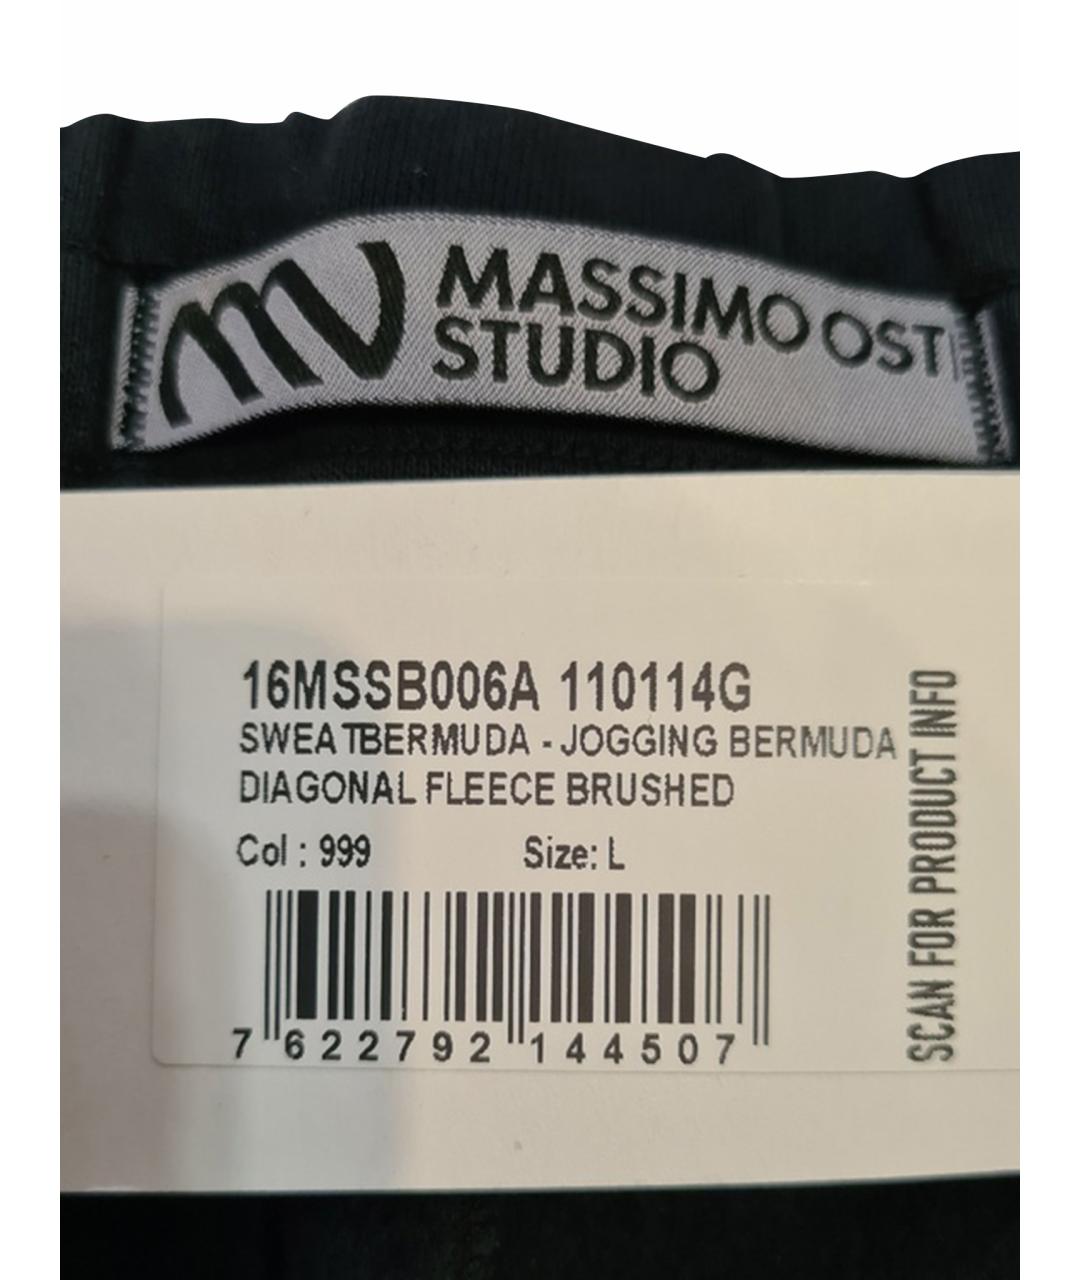 MASSIMO OSTI
STUDIO
16MSSB006A 110114G
SWEATBERMUDA - JOGGING BERMUDA
DIAGONAL FLEECE BRUSHED
Col : 999 Size: L
7 622792 144507
SCAN FOR PRODUCT INFO